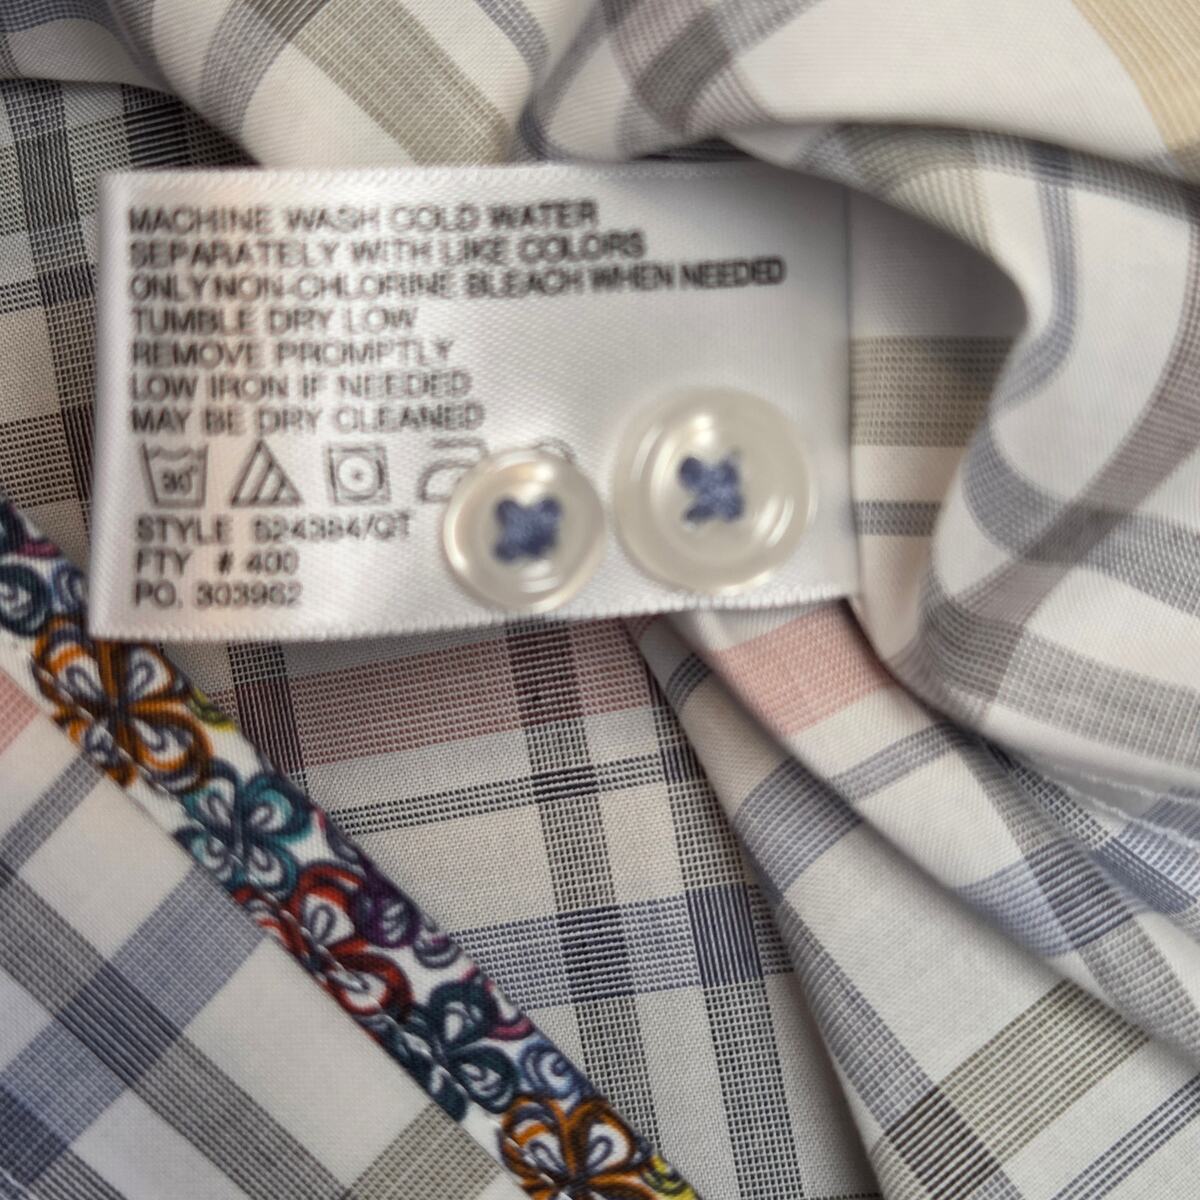 MACHINE WASH COLD WATER
SEPARATELY WITH LIKE COLORS
ONLY NON-CHLORINE BLEACH WHEN NEEDED
TUMBLE DRY LOW
REMOVE PROMPTLY
LOW IRON IF NEEDED
MAY BE DRY CLEANED
30°
STYLE S24384/QT
FTY # 400
PO. 303962